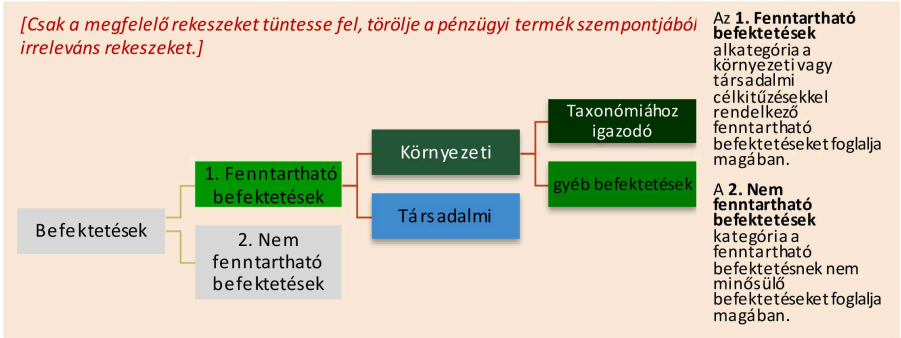 [Csak a megfelelő rekeszeket tüntesse fel, törölje a pénzügyi termék szempontjából
irreleváns rekeszeket.]
Befektetések
1. Fenntartható
befektetések
2. Nem
fenntartható
befektetések
Környezeti
Társadalmi
Taxonómiához
igazodó
gyéb befektetések
Az 1. Fenntartható
befektetések
alkategória a
környezeti vagy
társadalmi
célkitűzésekkel
rendelkező
fenntartható
befektetéseket foglalja
magában.
A 2. Nem
fenntartható
befektetések
kategória a
fenntartható
befektetésnek nem
minősülő
befektetéseket foglalja
magában.